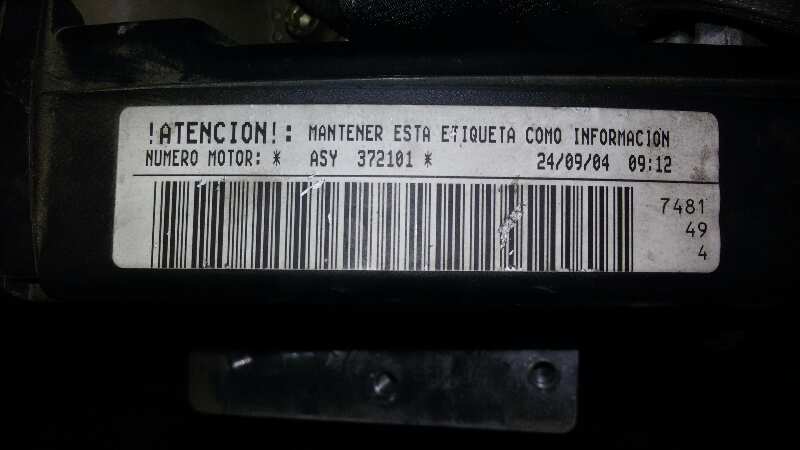 !ATENCION!: MANTENER ESTA ETIQUETA COMO INFORMACION
NUMERO MOTOR: * ASY 372101 * 24/09/04 09:12
7481
49
4